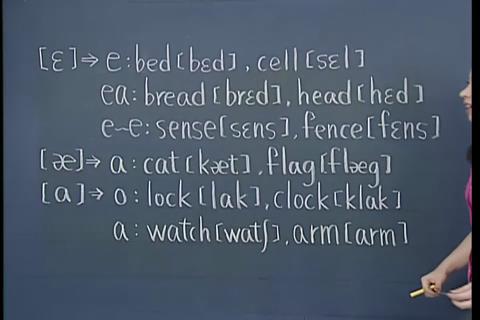 [ɛ]⇒ e:bed[bɛd], cell[sɛl]
ea: bread[brɛd], head[hɛd]
e–e: sense[sɛns], fence[fɛns]
[æ]⇒ a: cat[kæt], flag[flæg]
[a]⇒ o: lock[lak], clock[klak]
a: watch[watʃ], arm[arm]